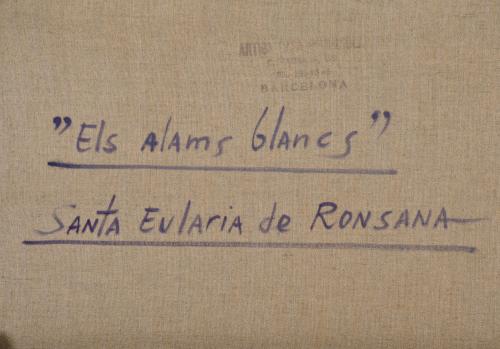 BARCELONA
"Els alams blancs"
Santa Eularia de Ronsana